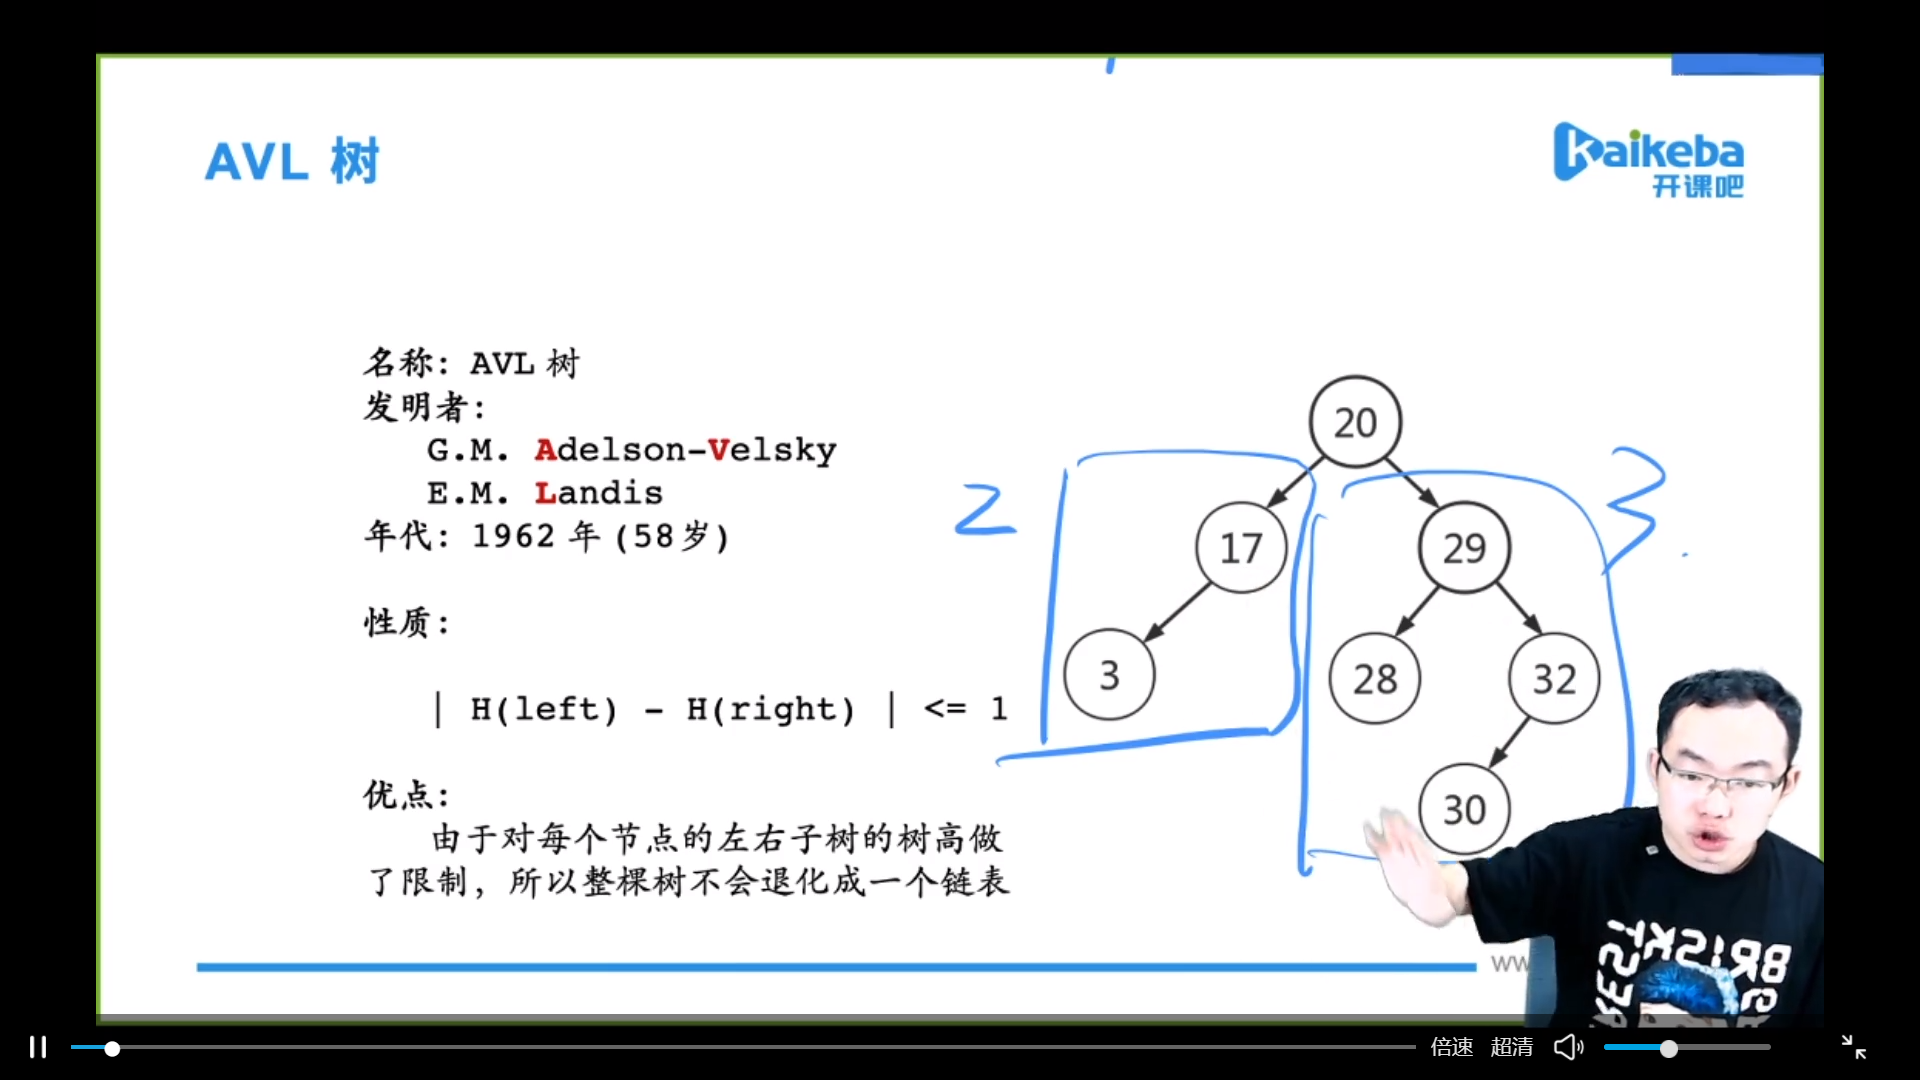 AVL 树
kaikeba
开课吧
名称: AVL 树
发明者:
G.M. Adelson-Velsky
E.M. Landis
年代: 1962 年 (58岁)
性质:
| H(left) - H(right) | <= 1
优点:
由于对每个节点的左右子树的树高做
了限制，所以整棵树不会退化成一个链表
20
2
3
17
29
3
28
32
30
倍速 超清